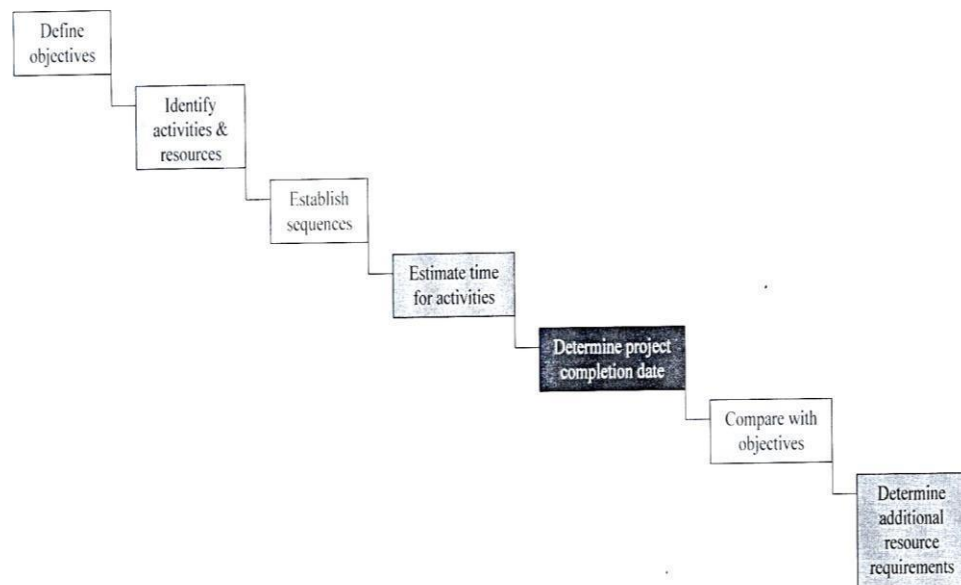 Define
objectives
Identify
activities &
resources
Establish
sequences
Estimate time
for activities
Determine project
completion date
Compare with
objectives
Determine
additional
resource
requirements